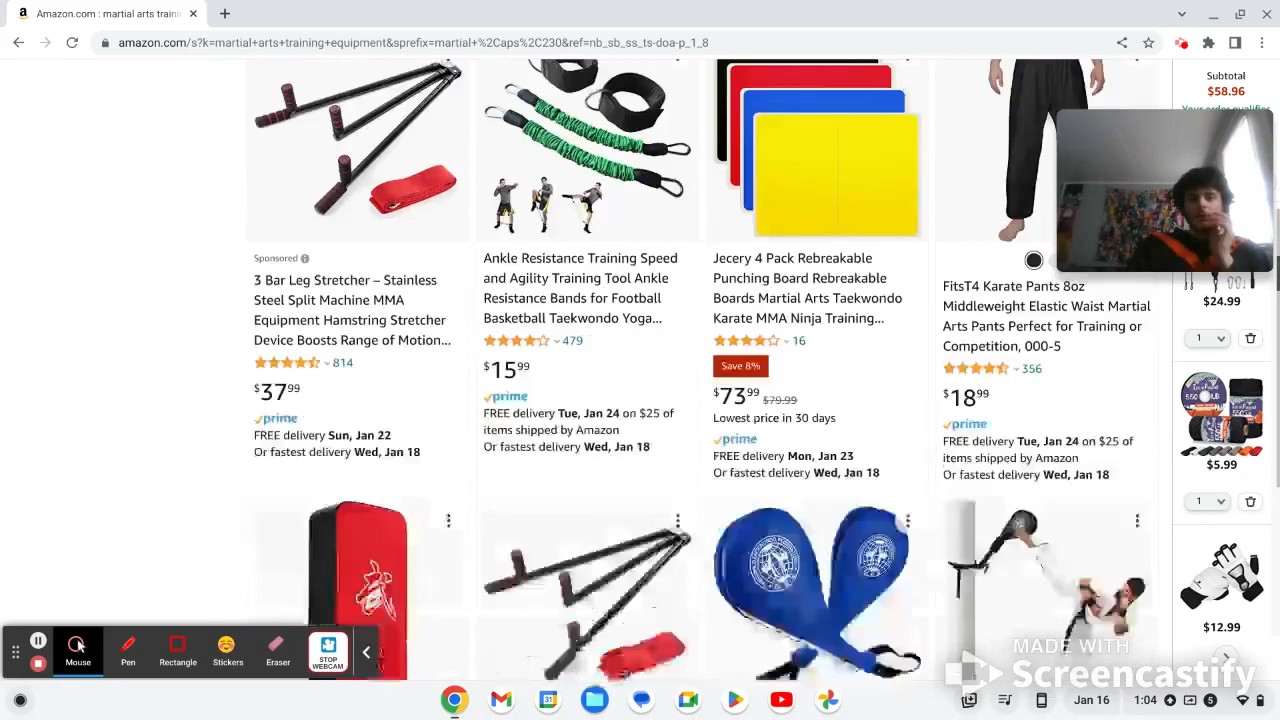 Amazon.com : martial arts traini
amazon.com/s?k=martial+arts+training+equipment&sprefix=martial+%2Caps%2C230&ref=nb_sb_ss_ts-doa-p_1_8
Subtotal
$58.96
Your order qualifies
Sponsored
3 Bar Leg Stretcher – Stainless
Steel Split Machine MMA
Equipment Hamstring Stretcher
Device Boosts Range of Motion...
814
$37 99
prime
FREE delivery Sun, Jan 22
Or fastest delivery Wed, Jan 18
Ankle Resistance Training Speed
and Agility Training Tool Ankle
Resistance Bands for Football
Basketball Taekwondo Yoga...
479
$15 99
prime
FREE delivery Tue, Jan 24 on $25 of
items shipped by Amazon
Or fastest delivery Wed, Jan 18
Jecery 4 Pack Rebreakable
Punching Board Rebreakable
Boards Martial Arts Taekwondo
Karate MMA Ninja Training...
16
Save 8%
$73 99 $79.99
Lowest price in 30 days
prime
FREE delivery Mon, Jan 23
Or fastest delivery Wed, Jan 18
FitsT4 Karate Pants 8oz
Middleweight Elastic Waist Martial
Arts Pants Perfect for Training or
Competition, 000-5
356
$18 99
prime
FREE delivery Tue, Jan 24 on $25 of
items shipped by Amazon
Or fastest delivery Wed, Jan 18
$24.99
1
550
$5.99
1
$12.99
Mouse
Pen
Rectangle
Stickers
Eraser
STOP
WEBCAM
MADE WITH
Screencastify
31
Jan 16
1:04
5